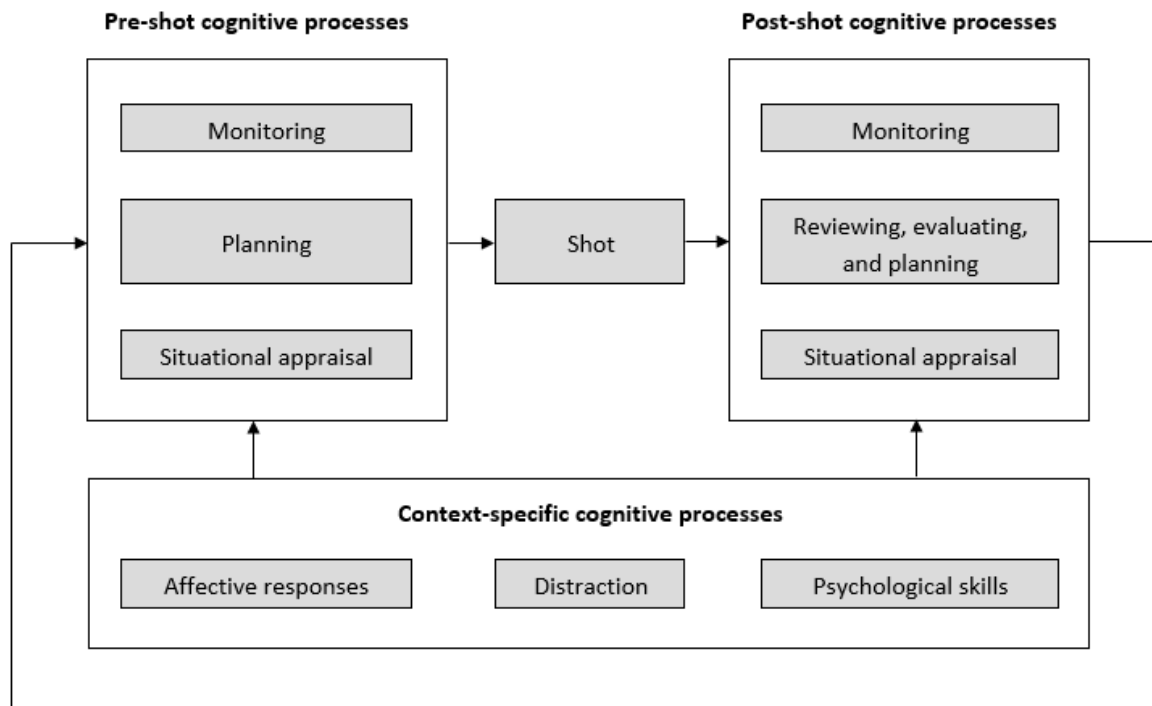 Pre-shot cognitive processes
Post-shot cognitive processes
Monitoring
Planning
Situational appraisal
Shot
Monitoring
Reviewing, evaluating,
and planning
Situational appraisal
Context-specific cognitive processes
Affective responses
Distraction
Psychological skills